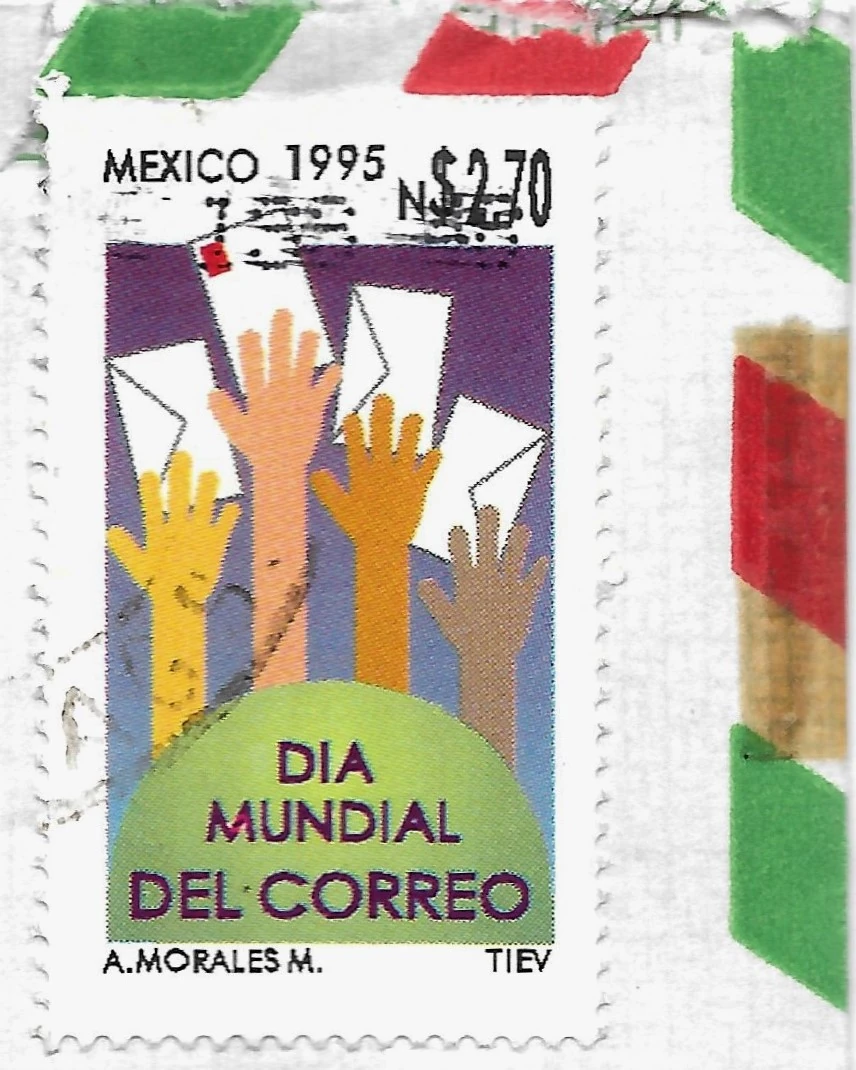 MEXICO 1995 N$ 2.70
DIA
MUNDIAL
DEL CORREO
A.MORALES M. TIEV